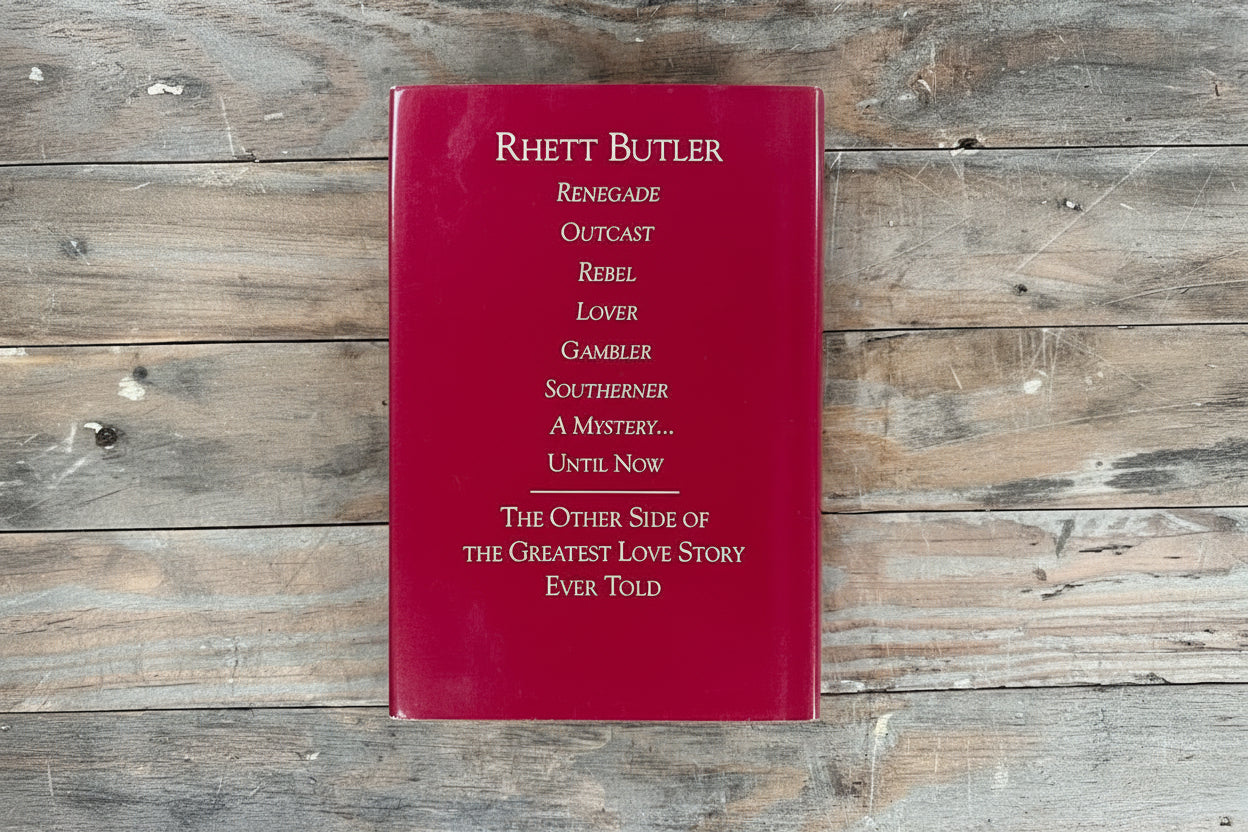 RHETT BUTLER
RENEGADE
OUTCAST
REBEL
LOVER
GAMBLER
SOUTHERNER
A MYSTERY...
UNTIL NOW
THE OTHER SIDE OF
THE GREATEST LOVE STORY
EVER TOLD